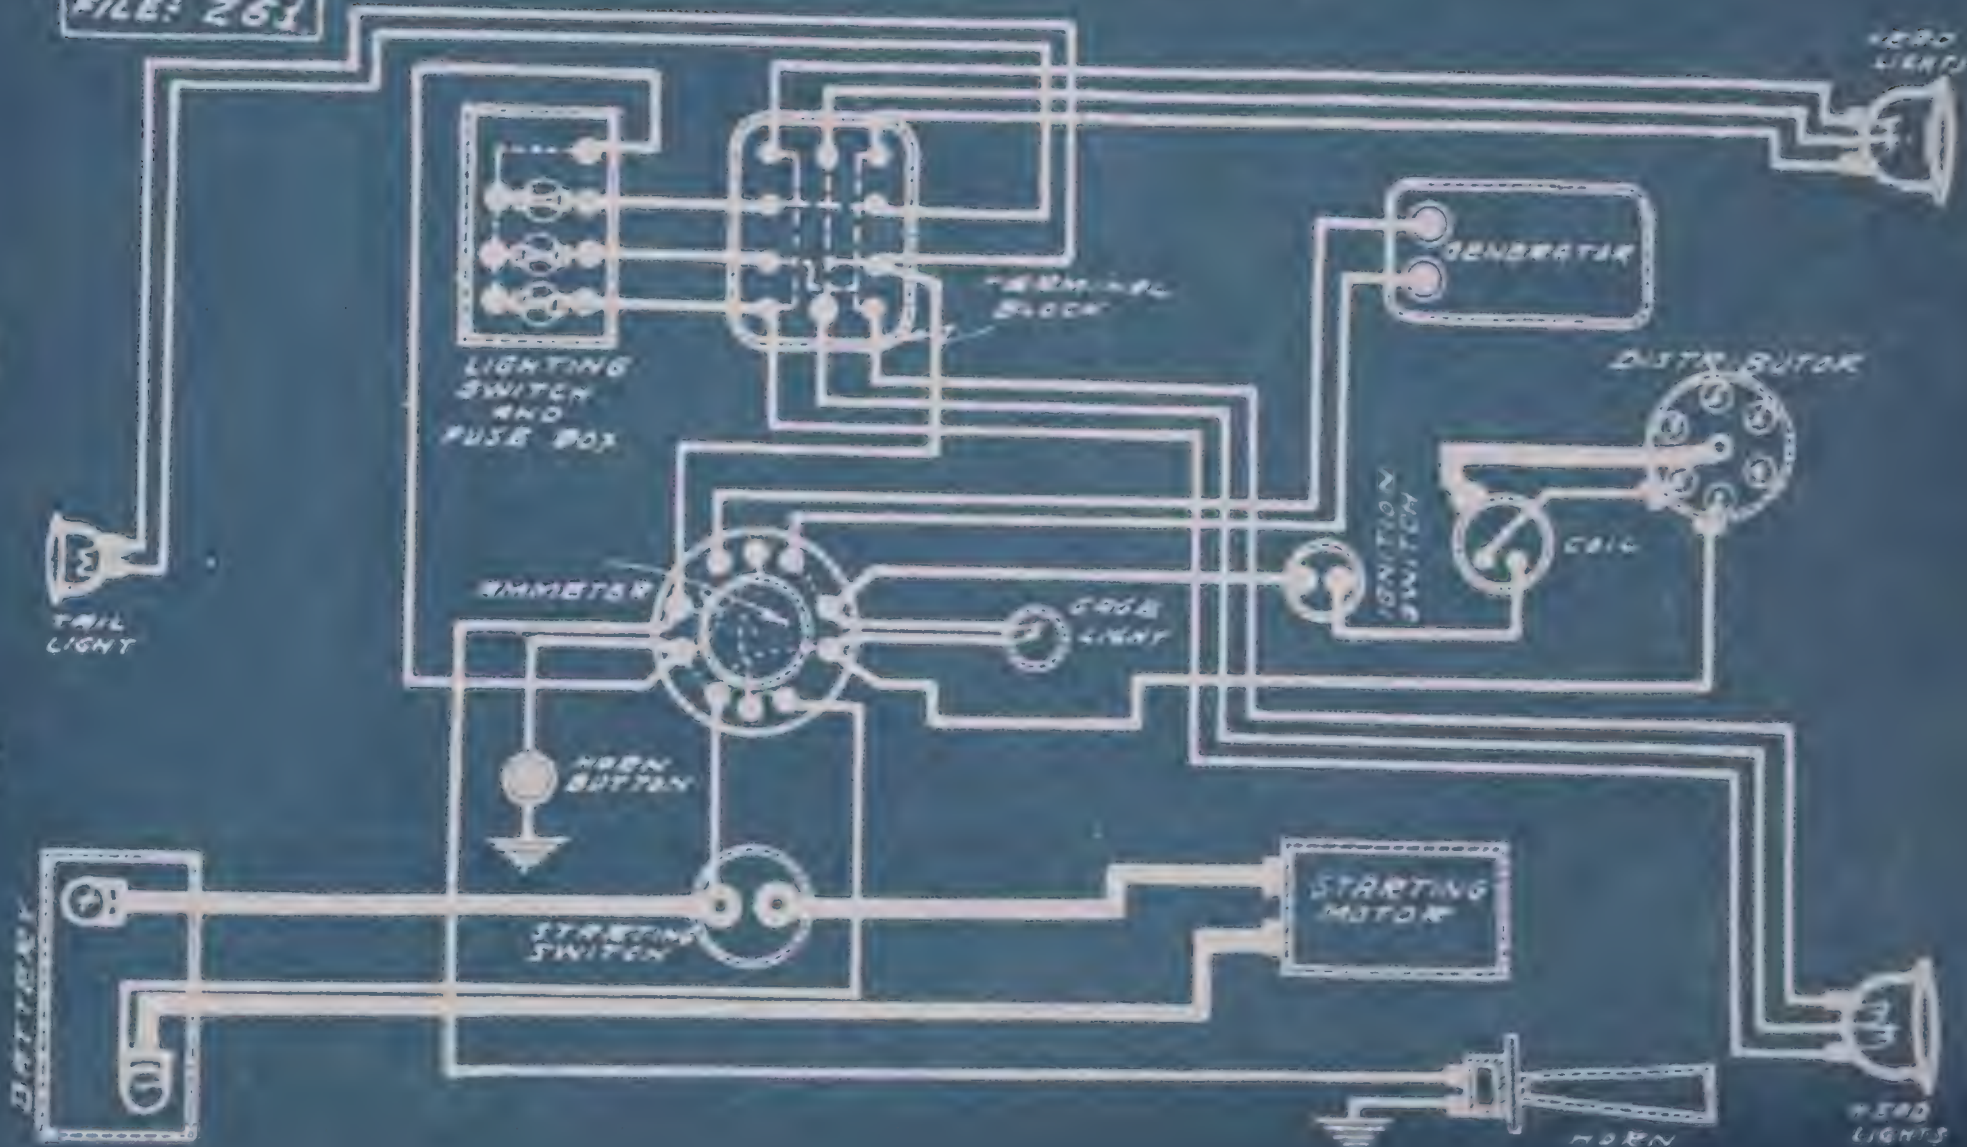 FILE: 261
HEAD
LIGHTS
GENERATOR
TERMINAL
BLOCK
LIGHTING
SWITCH
AND
FUSE BOX
DISTRIBUTOR
IGNITION
SWITCH
COIL
AMMETER
GAGE
LIGHT
TAIL
LIGHT
HORN
BUTTON
BATTERY
STARTING
SWITCH
STARTING
MOTOR
HEAD
LIGHTS
HORN